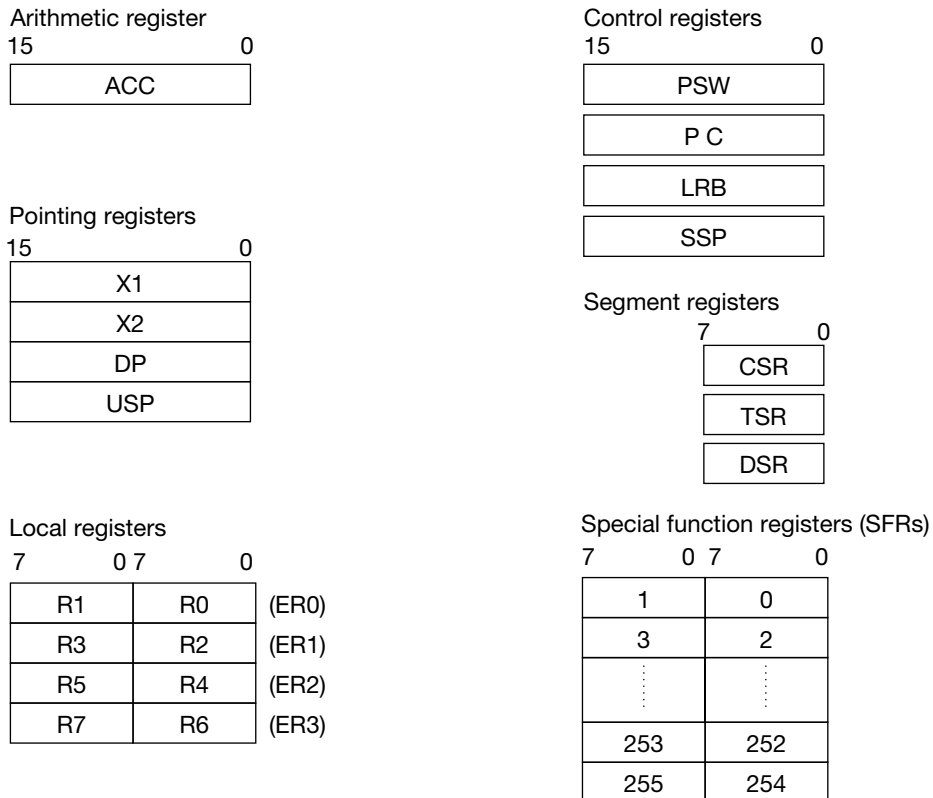 Arithmetic register
15 0
ACC
Pointing registers
15 0
X1
X2
DP
USP
Local registers
7 0 7 0
R1 R0 (ER0)
R3 R2 (ER1)
R5 R4 (ER2)
R7 R6 (ER3)
Control registers
15 0
PSW
P C
LRB
SSP
Segment registers
7 0
CSR
TSR
DSR
Special function registers (SFRs)
7 0 7 0
1 0
3 2
253 252
255 254